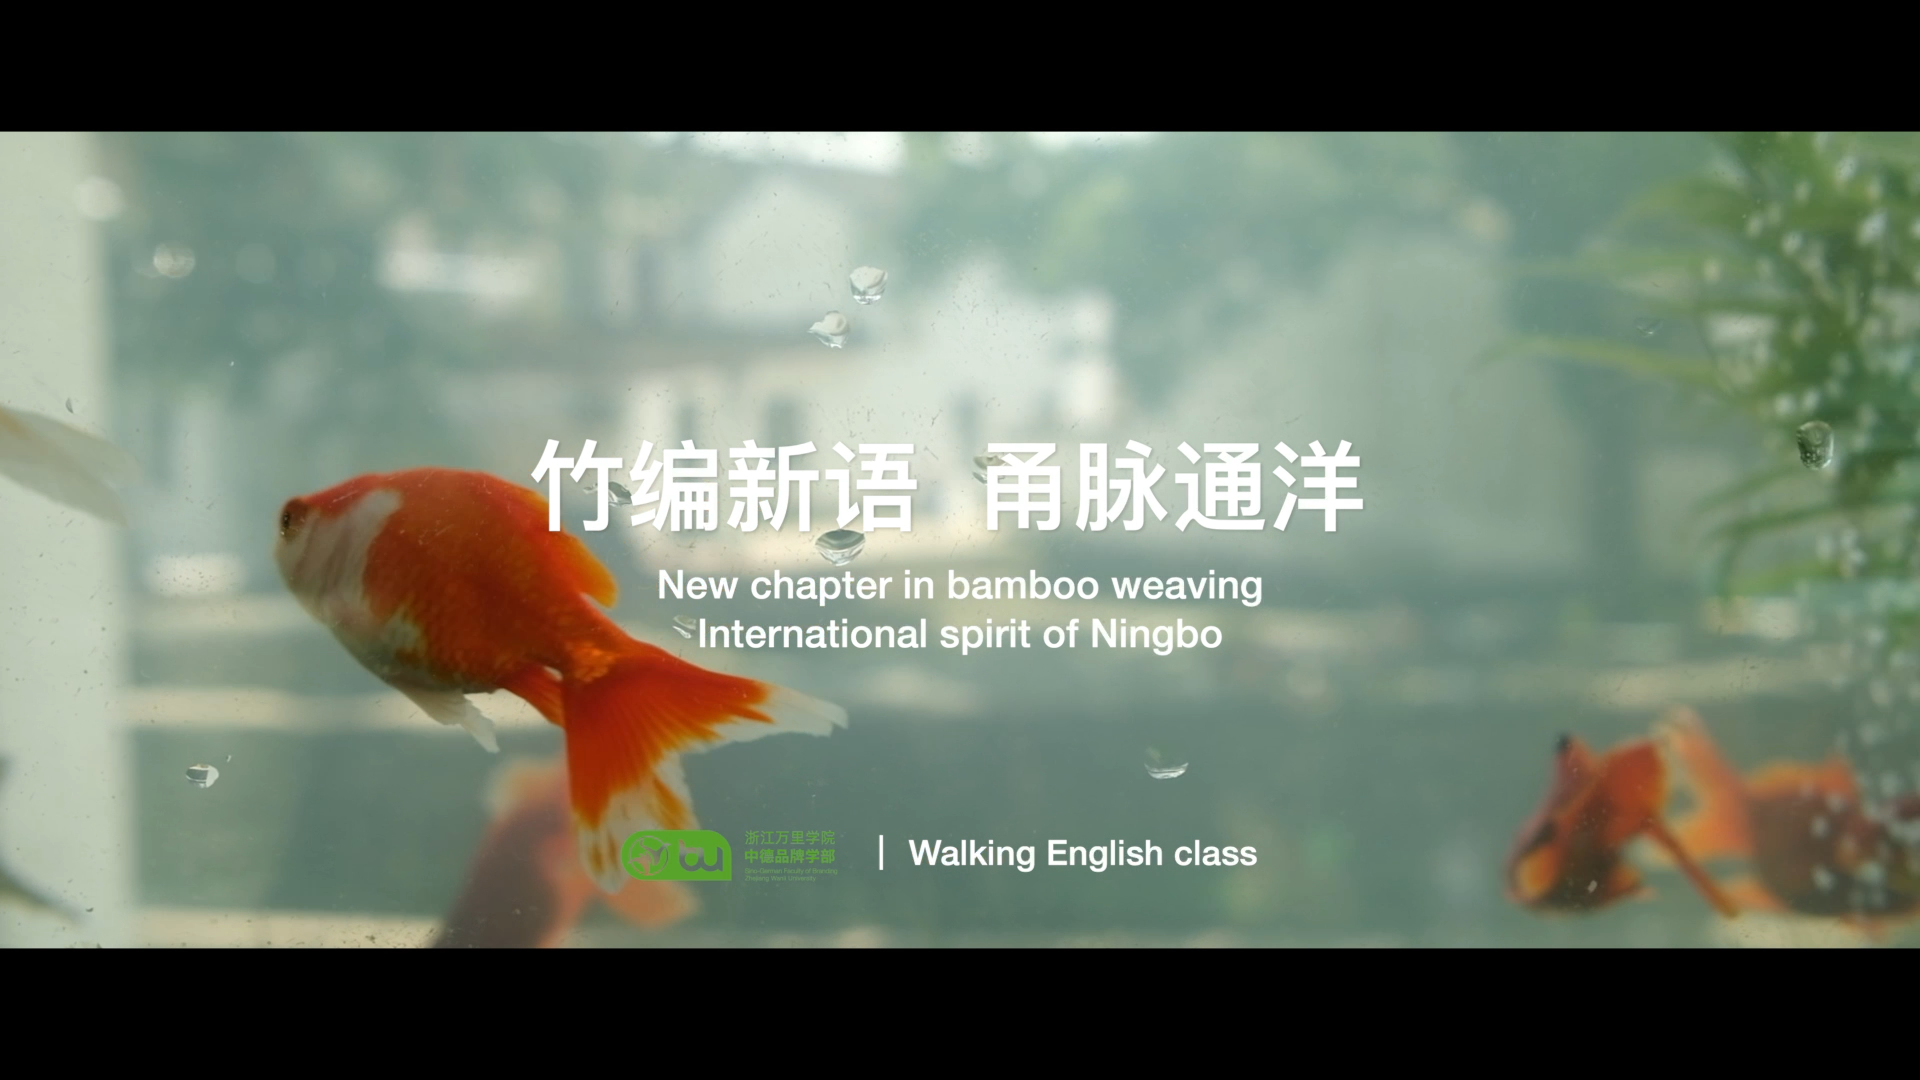 竹编新语 甬脉通洋
New chapter in bamboo weaving
International spirit of Ningbo
浙江万里学院
中德品牌学部
Sino-German Faculty of Branding
Zhejiang Wanli University
| Walking English class